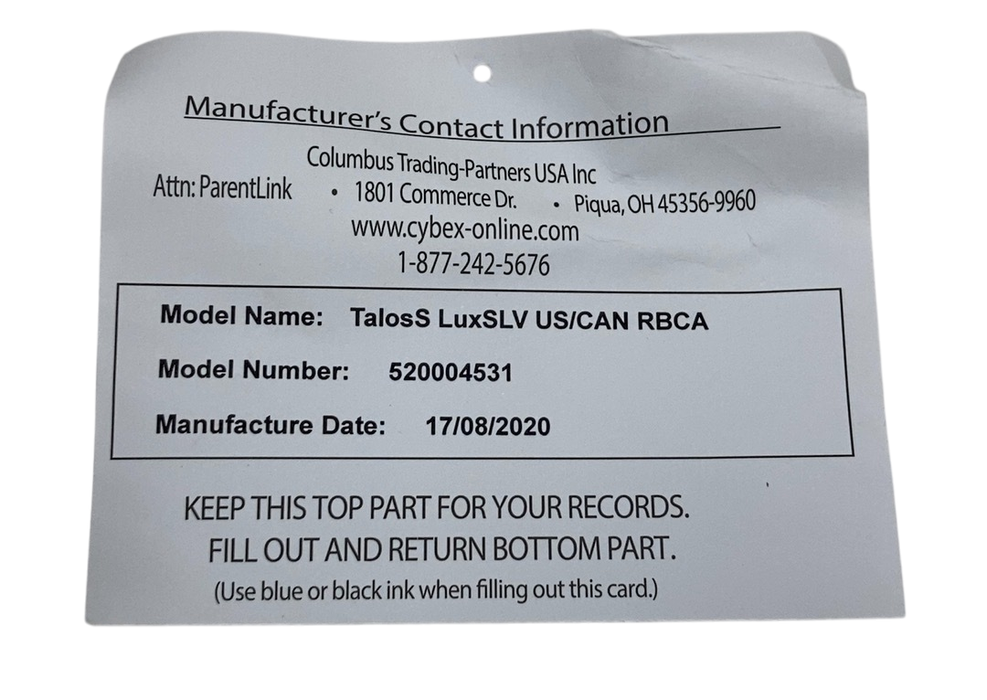 Manufacturer's Contact Information
Columbus Trading-Partners USA Inc
Attn: ParentLink • 1801 Commerce Dr. • Piqua, OH 45356-9960
www.cybex-online.com
1-877-242-5676
Model Name: TalosS LuxSLV US/CAN RBCA
Model Number: 520004531
Manufacture Date: 17/08/2020
KEEP THIS TOP PART FOR YOUR RECORDS.
FILL OUT AND RETURN BOTTOM PART.
(Use blue or black ink when filling out this card.)